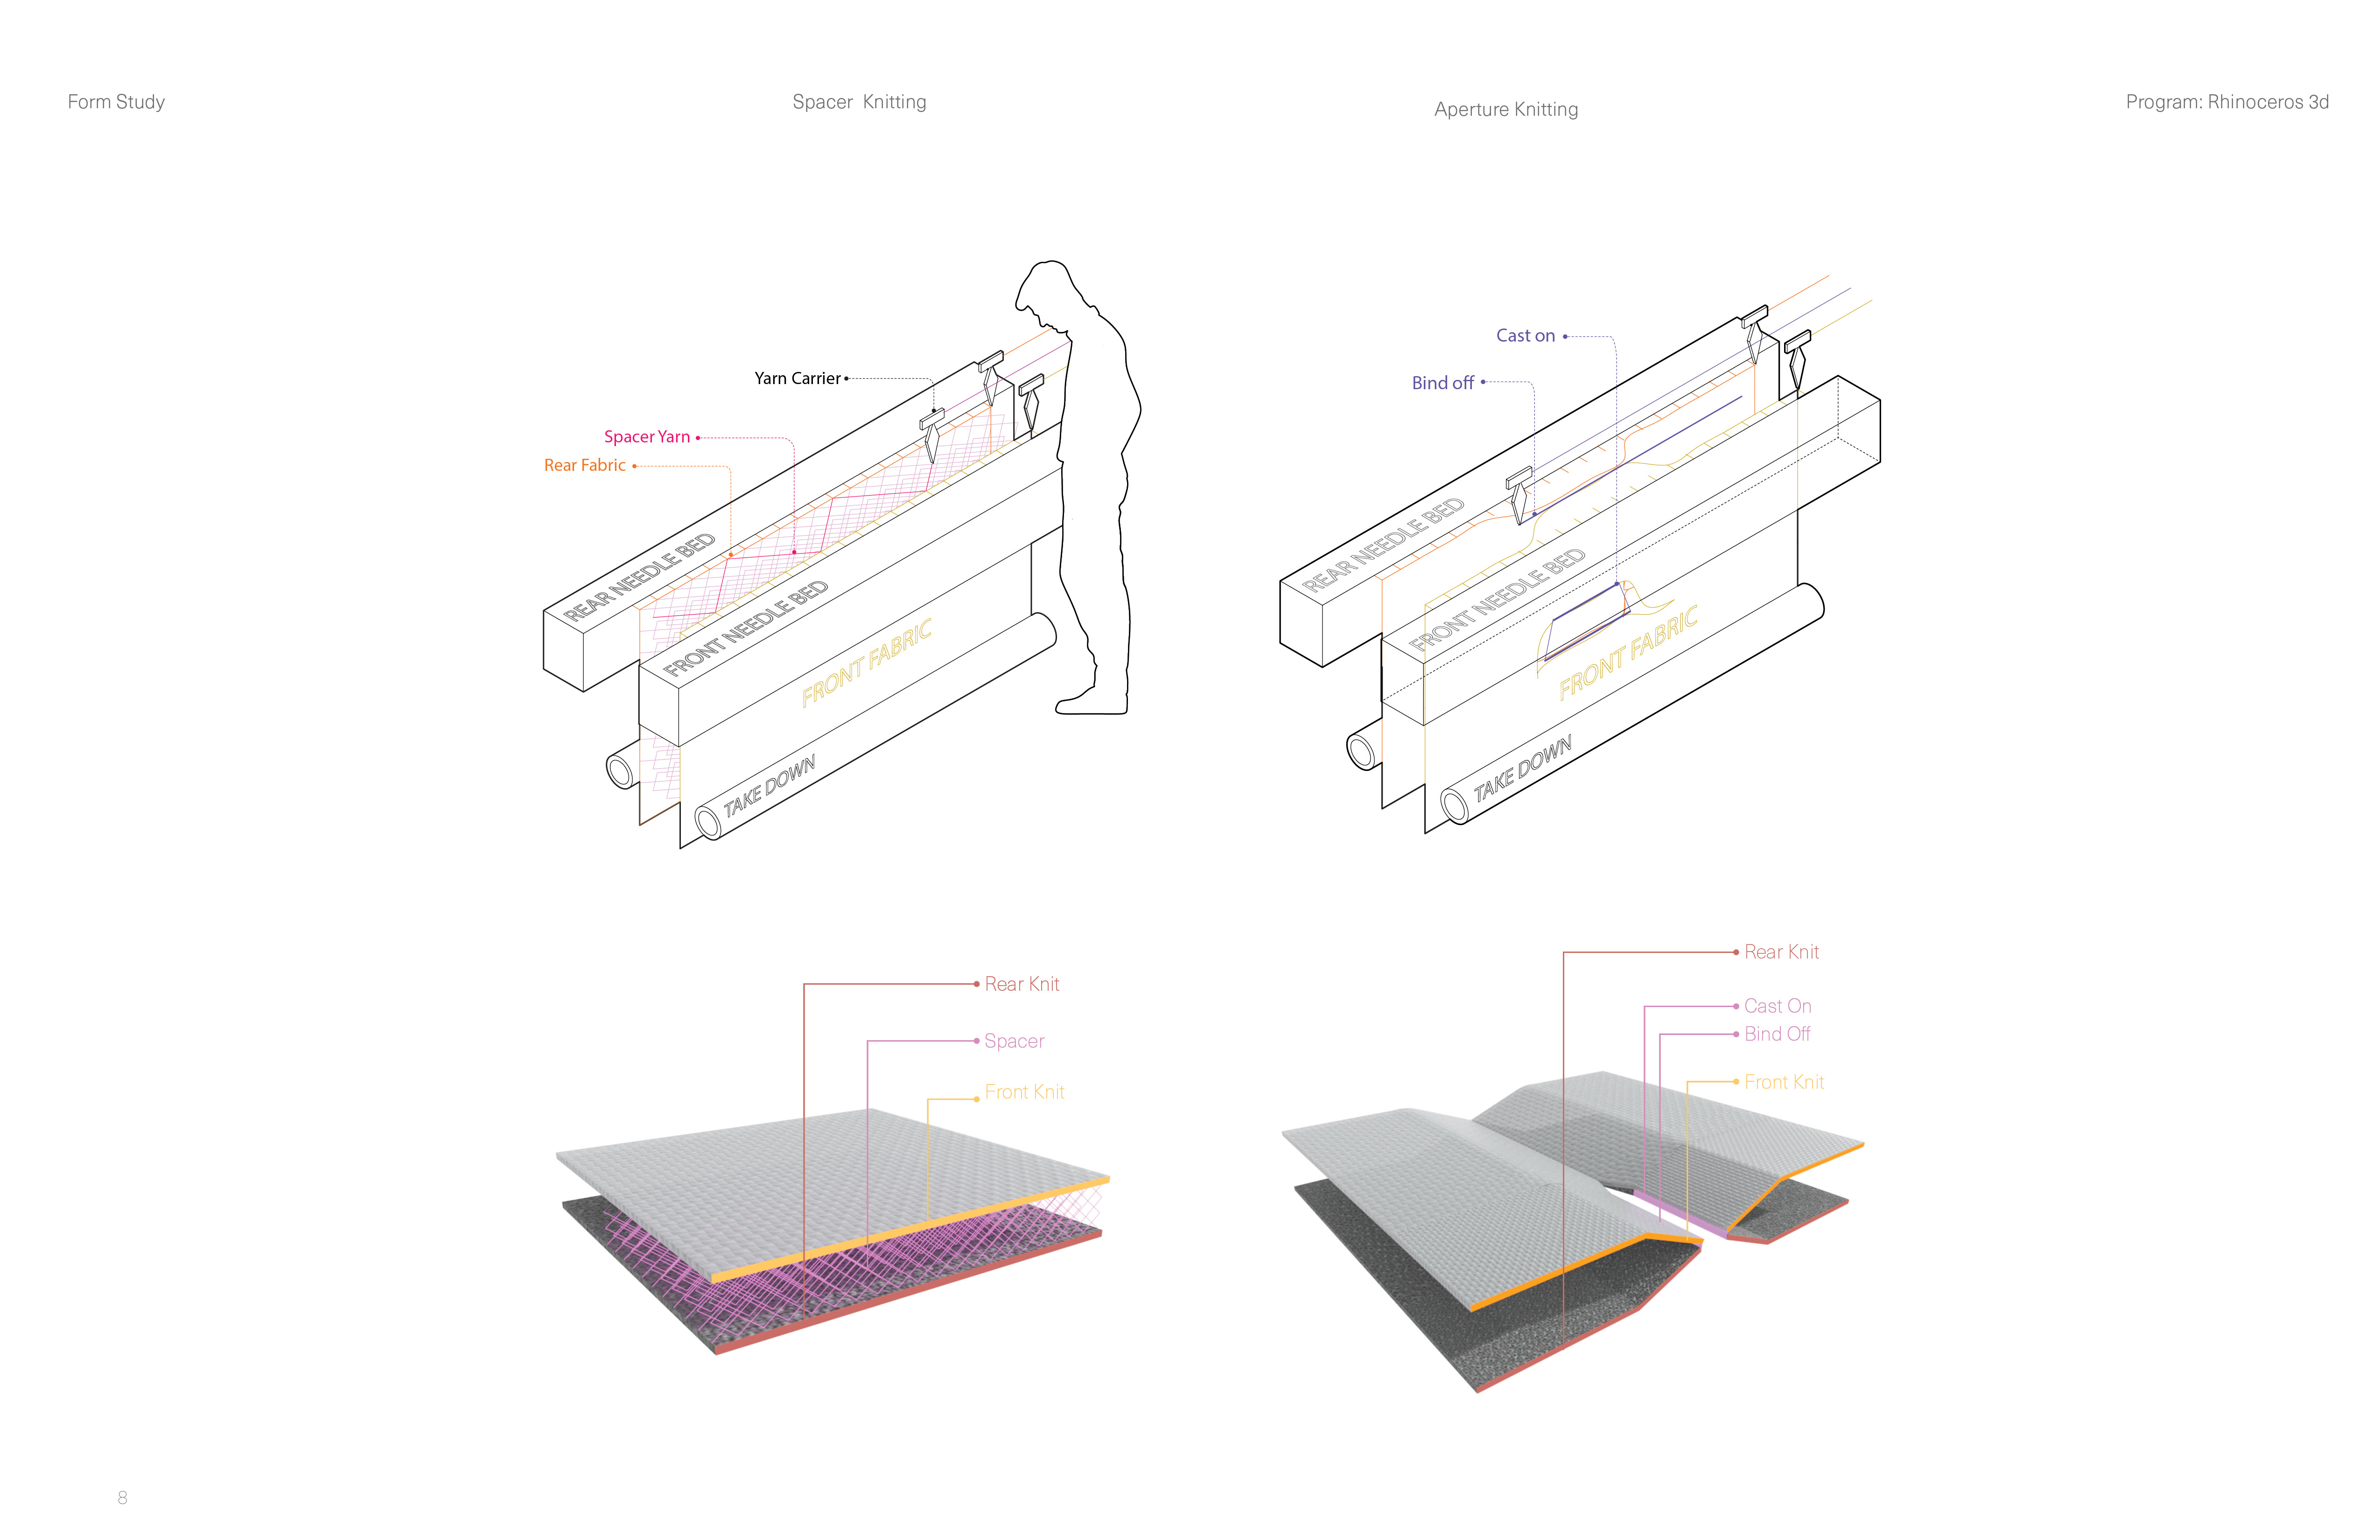 Form Study
Spacer Knitting
Aperture Knitting
Program: Rhinoceros 3d
Yarn Carrier
Spacer Yarn
Rear Fabric
REAR NEEDLE BED
FRONT NEEDLE BED
FRONT FABRIC
TAKE DOWN
Cast on
Bind off
REAR NEEDLE BED
FRONT NEEDLE BED
FRONT FABRIC
TAKE DOWN
Rear Knit
Spacer
Front Knit
Rear Knit
Cast On
Bind Off
Front Knit
8